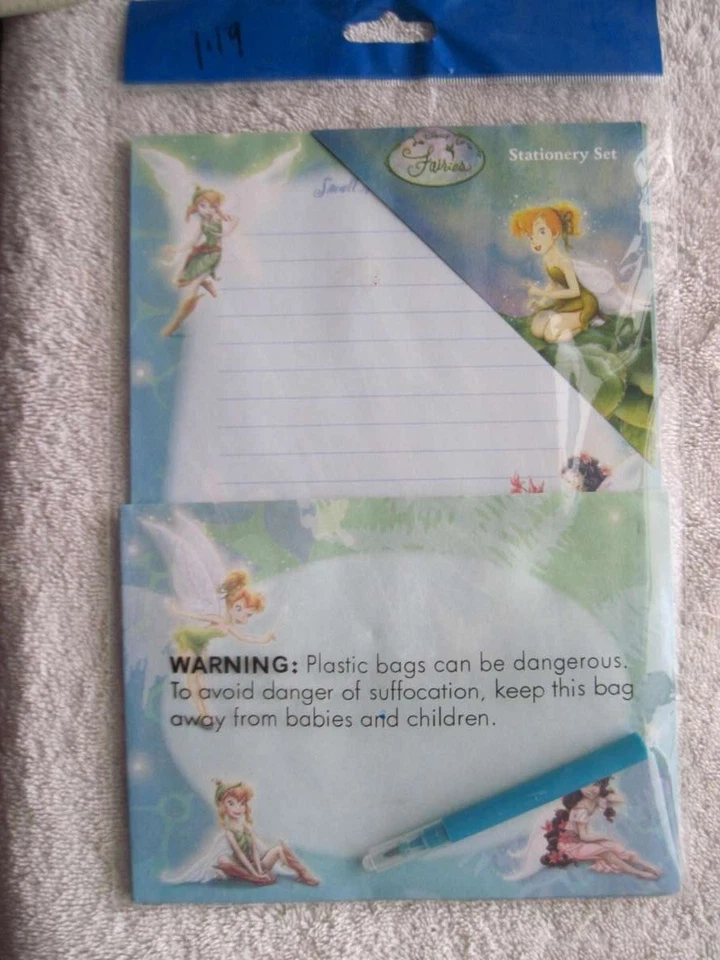 1.19
Fairies
Stationery Set
WARNING: Plastic bags can be dangerous.
To avoid danger of suffocation, keep this bag
away from babies and children.